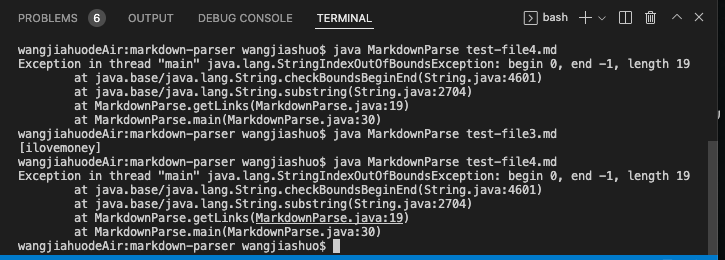 PROBLEMS 6 OUTPUT DEBUG CONSOLE TERMINAL bash
wangjiahuodeAir:markdown-parser wangjiashuo$ java MarkdownParse test-file4.md
Exception in thread "main" java.lang.StringIndexOutOfBoundsException: begin 0, end -1, length 19
at java.base/java.lang.String.checkBoundsBeginEnd(String.java:4601)
at java.base/java.lang.String.substring(String.java:2704)
at MarkdownParse.getLinks(MarkdownParse.java:19)
at MarkdownParse.main(MarkdownParse.java:30)
wangjiahuodeAir:markdown-parser wangjiashuo$ java MarkdownParse test-file3.md
[ilovemoney]
wangjiahuodeAir:markdown-parser wangjiashuo$ java MarkdownParse test-file4.md
Exception in thread "main" java.lang.StringIndexOutOfBoundsException: begin 0, end -1, length 19
at java.base/java.lang.String.checkBoundsBeginEnd(String.java:4601)
at java.base/java.lang.String.substring(String.java:2704)
at MarkdownParse.getLinks(MarkdownParse.java:19)
at MarkdownParse.main(MarkdownParse.java:30)
wangjiahuodeAir:markdown-parser wangjiashuo$